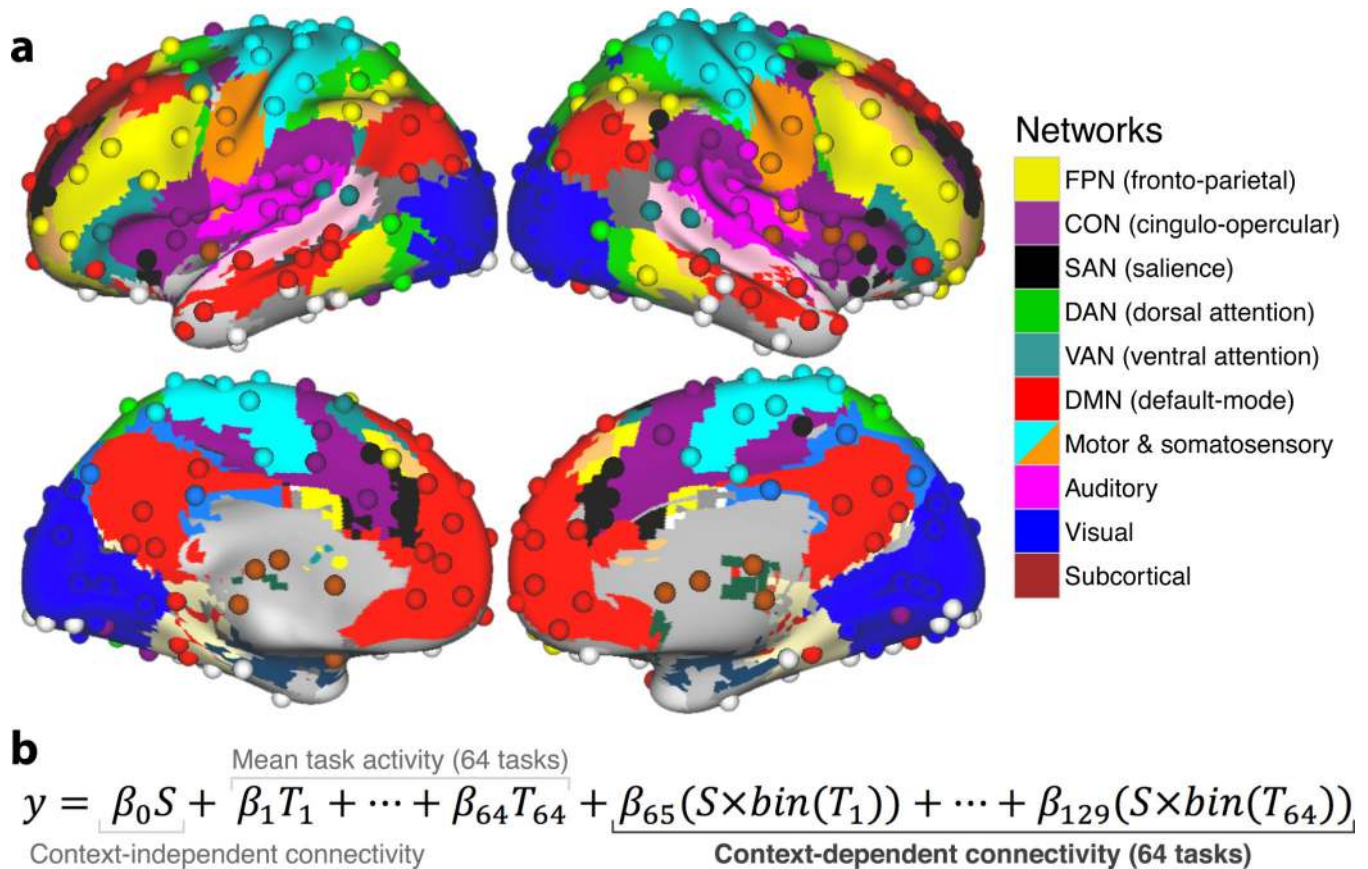 a
Networks
FPN (fronto-parietal)
CON (cingulo-opercular)
SAN (salience)
DAN (dorsal attention)
VAN (ventral attention)
DMN (default-mode)
Motor & somatosensory
Auditory
Visual
Subcortical
b
Mean task activity (64 tasks)
y = β₀S + β₁T₁ + ⋯ + β₆₄T₆₄ + β₆₅(S×bin(T₁)) + ⋯ + β₁₂₉(S×bin(T₆₄))
Context-independent connectivity
Context-dependent connectivity (64 tasks)